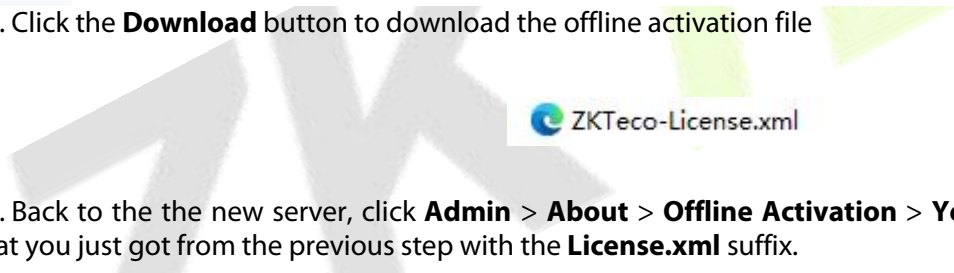 . Click the Download button to download the offline activation file
ZKTeco-License.xml
. Back to the the new server, click Admin > About > Offline Activation >
at you just got from the previous step with the License.xml suffix.